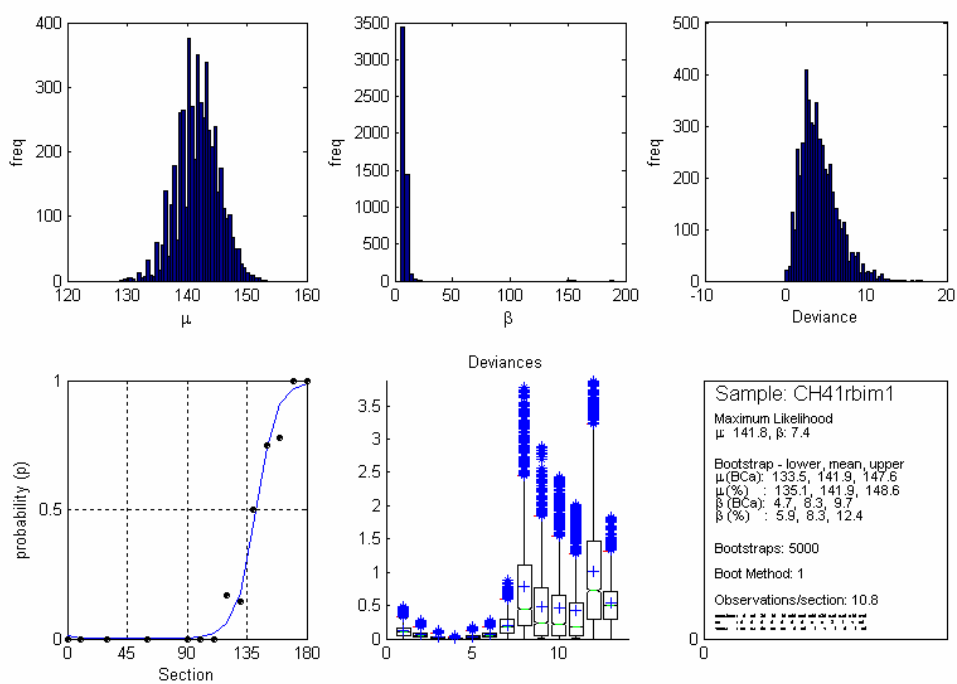 400
300
200
100
0
freq
120 130 140 150 160
μ
3500
3000
2500
2000
1500
1000
500
0
freq
0 50 100 150 200
β
500
400
300
200
100
0
freq
-10 0 10 20
Deviance
1
0.5
0
probability (p)
0 45 90 135 180
Section
Deviances
3.5
3
2.5
2
1.5
1
0.5
0
0 5 10
Sample: CH41rbim1
Maximum Likelihood
μ: 141.8, β: 7.4
Bootstrap - lower, mean, upper
μ(BCa): 133.5, 141.9, 147.6
μ(%) : 135.1, 141.9, 148.6
β (BCa): 4.7, 8.3, 9.7
β (%) : 5.9, 8.3, 12.4
Bootstraps: 5000
Boot Method: 1
Observations/section: 10.8
0
0